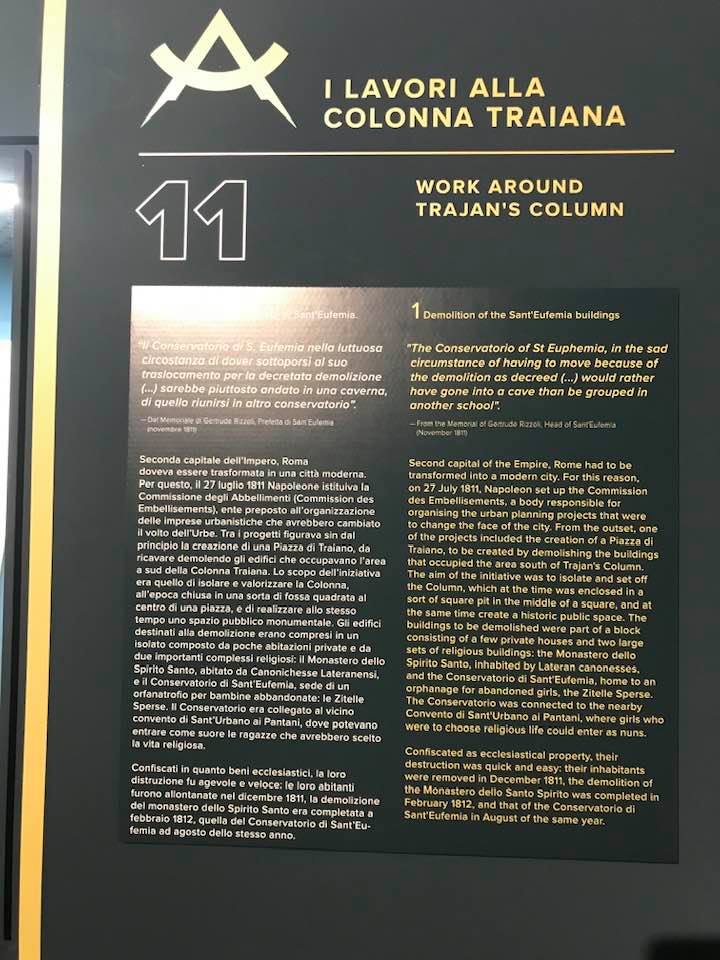 I LAVORI ALLA
COLONNA TRAIANA
11
WORK AROUND
TRAJAN'S COLUMN
Sant'Eufemia.
"Il Conservatorio di S. Eufemia nella luttuosa
circostanza di dover sottoporsi al suo
traslocamento per la decretata demolizione
(...) sarebbe piuttosto andato in una caverna,
di quello riunirsi in altro conservatorio".
— Dal Memoriale di Gertrude Rizzoli, Prefetta di Sant'Eufemia
(novembre 1811)
Seconda capitale dell'Impero, Roma
doveva essere trasformata in una città moderna.
Per questo, il 27 luglio 1811 Napoleone istituiva la
Commissione degli Abbellimenti (Commission des
Embellisements), ente preposto all'organizzazione
delle imprese urbanistiche che avrebbero cambiato
il volto dell'Urbe. Tra i progetti figurava sin dal
principio la creazione di una Piazza di Traiano, da
ricavare demolendo gli edifici che occupavano l'area
a sud della Colonna Traiana. Lo scopo dell'iniziativa
era quello di isolare e valorizzare la Colonna,
all'epoca chiusa in una sorta di fossa quadrata al
centro di una piazza, e di realizzare allo stesso
tempo uno spazio pubblico monumentale. Gli edifici
destinati alla demolizione erano compresi in un
isolato composto da poche abitazioni private e da
due importanti complessi religiosi: il Monastero dello
Spirito Santo, abitato da Canonichesse Lateranensi,
e il Conservatorio di Sant'Eufemia, sede di un
orfanatrofio per bambine abbandonate: le Zitelle
Sperse. Il Conservatorio era collegato al vicino
convento di Sant'Urbano ai Pantani, dove potevano
entrare come suore le ragazze che avrebbero scelto
la vita religiosa.
Confiscati in quanto beni ecclesiastici, la loro
distruzione fu agevole e veloce: le loro abitanti
furono allontanate nel dicembre 1811, la demolizione
del monastero dello Spirito Santo era completata a
febbraio 1812, quella del Conservatorio di Sant'Eu-
femia ad agosto dello stesso anno.
1 Demolition of the Sant'Eufemia buildings
"The Conservatorio of St Euphemia, in the sad
circumstance of having to move because of
the demolition as decreed (...) would rather
have gone into a cave than be grouped in
another school".
— From the Memorial of Gertrude Rizzoli, Head of Sant'Eufemia
(November 1811)
Second capital of the Empire, Rome had to be
transformed into a modern city. For this reason,
on 27 July 1811, Napoleon set up the Commission
des Embellisements, a body responsible for
organising the urban planning projects that were
to change the face of the city. From the outset, one
of the projects included the creation of a Piazza di
Traiano, to be created by demolishing the buildings
that occupied the area south of Trajan's Column.
The aim of the initiative was to isolate and set off
the Column, which at the time was enclosed in a
sort of square pit in the middle of a square, and at
the same time create a historic public space. The
buildings to be demolished were part of a block
consisting of a few private houses and two large
sets of religious buildings: the Monastero dello
Spirito Santo, inhabited by Lateran canonesses,
and the Conservatorio di Sant'Eufemia, home to an
orphanage for abandoned girls, the Zitelle Sperse.
The Conservatorio was connected to the nearby
Convento di Sant'Urbano ai Pantani, where girls who
were to choose religious life could enter as nuns.
Confiscated as ecclesiastical property, their
destruction was quick and easy: their inhabitants
were removed in December 1811, the demolition of
the Monastero dello Santo Spirito was completed in
February 1812, and that of the Conservatorio di
Sant'Eufemia in August of the same year.